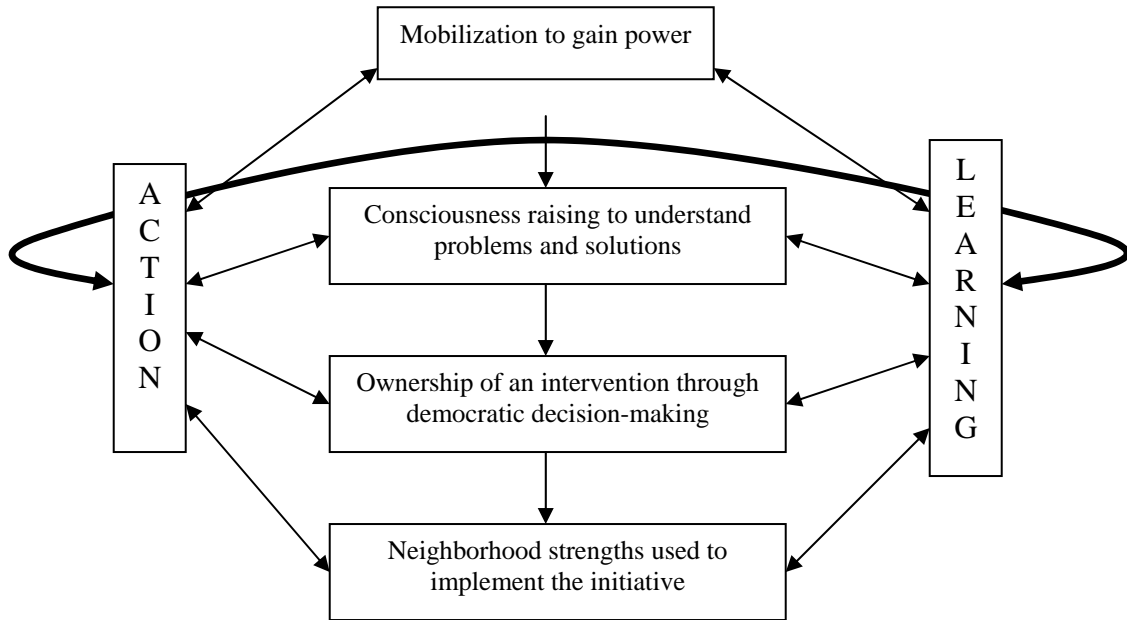 Mobilization to gain power
A
C
T
I
O
N
L
E
A
R
N
I
N
G
Consciousness raising to understand
problems and solutions
Ownership of an intervention through
democratic decision-making
Neighborhood strengths used to
implement the initiative